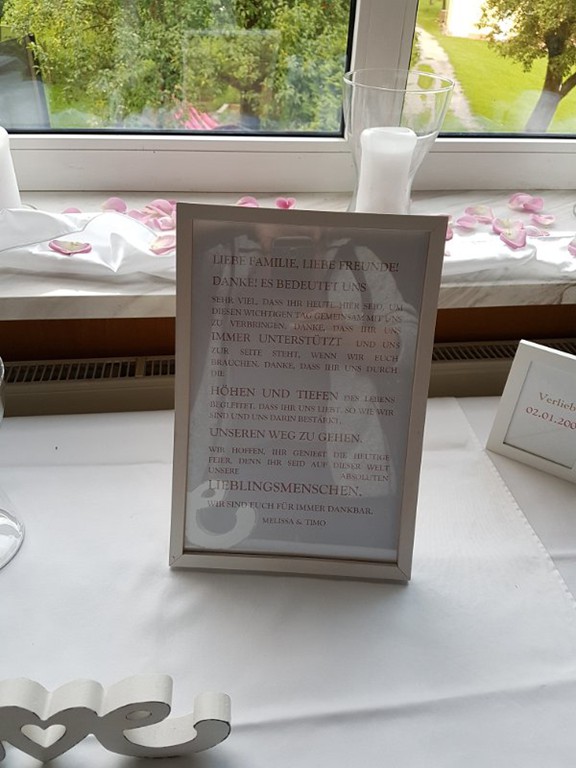 LIEBE FAMILIE, LIEBE FREUNDE!
DANKE! ES BEDEUTET UNS
SEHR VIEL, DASS IHR HEUTE HIER SEID, UM
DIESEN WICHTIGEN TAG GEMEINSAM MIT UNS
ZU VERBRINGEN. DANKE, DASS IHR UNS
IMMER UNTERSTÜTZT UND UNS
ZUR SEITE STEHT, WENN WIR EUCH
BRAUCHEN. DANKE, DASS IHR UNS DURCH
DIE
HÖHEN UND TIEFEN DES LEBENS
BEGLEITET, DASS IHR UNS LIEBT, SO WIE WIR
SIND UND UNS DARIN BESTÄRKT,
UNSEREN WEG ZU GEHEN.
WIR HOFFEN, IHR GENIEßT DIE HEUTIGE
FEIER, DENN IHR SEID AUF DIESER WELT
UNSERE ABSOLUTEN
LIEBLINGSMENSCHEN.
WIR SIND EUCH FÜR IMMER DANKBAR.
MELISSA & TIMO
Verlieb
02.01.200